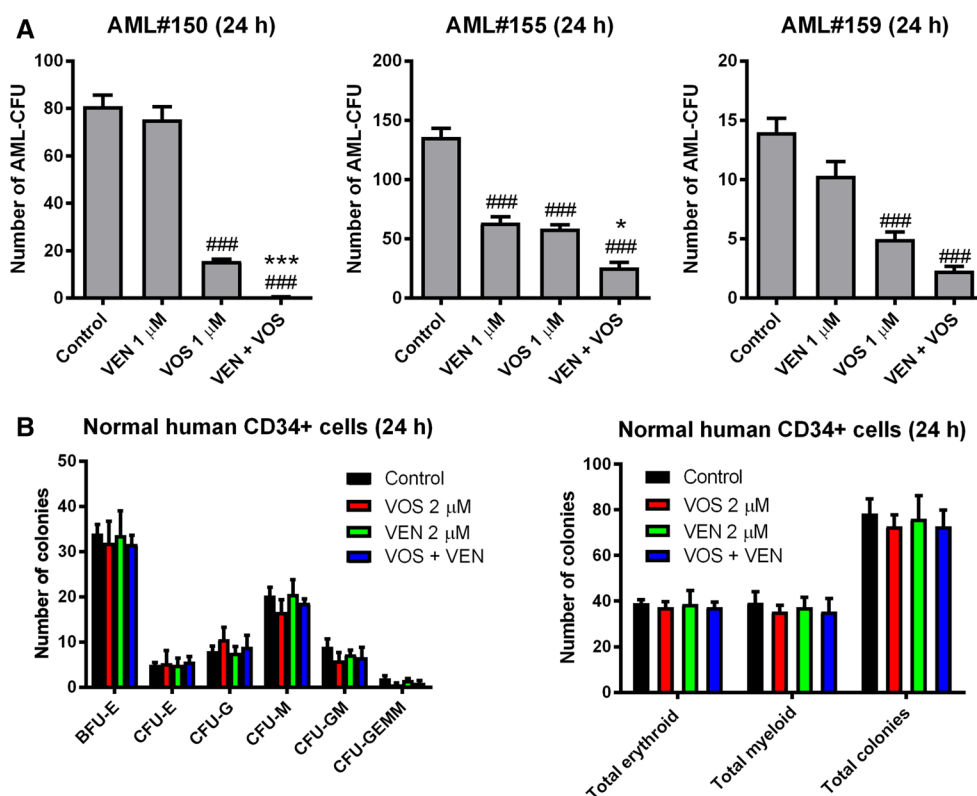 A
AML#150 (24 h)
Number of AML-CFU
100
80
60
40
20
0
###
***
###
Control
VEN 1 µM
VOS 1 µM
VEN + VOS
AML#155 (24 h)
Number of AML-CFU
200
150
100
50
0
###
###
*
###
Control
VEN 1 µM
VOS 1 µM
VEN + VOS
AML#159 (24 h)
Number of AML-CFU
20
15
10
5
0
###
###
Control
VEN 1 µM
VOS 1 µM
VEN + VOS
B
Normal human CD34+ cells (24 h)
Number of colonies
50
40
30
20
10
0
Control
VOS 2 µM
VEN 2 µM
VOS + VEN
BFU-E
CFU-E
CFU-G
CFU-M
CFU-GM
CFU-GEMM
Normal human CD34+ cells (24 h)
Number of colonies
100
80
60
40
20
0
Control
VOS 2 µM
VEN 2 µM
VOS + VEN
Total erythroid
Total myeloid
Total colonies